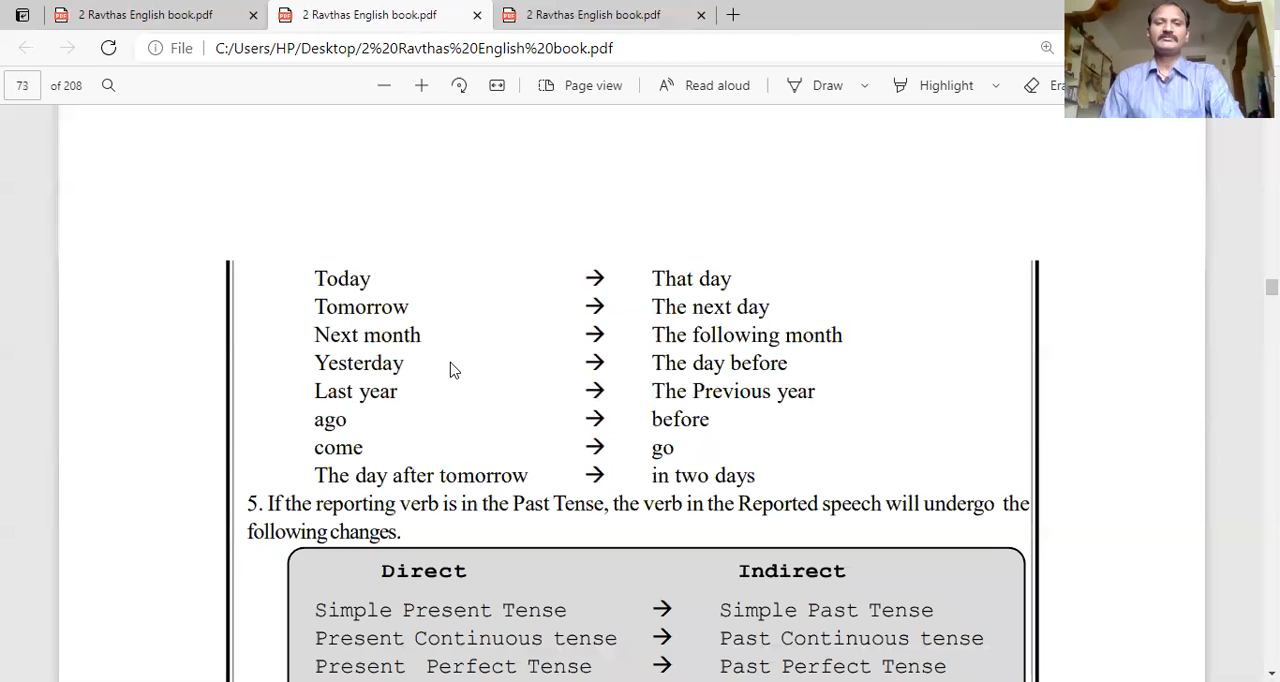 2 Ravthas English book.pdf
2 Ravthas English book.pdf
2 Ravthas English book.pdf
File
C:/Users/HP/Desktop/2%20Ravthas%20English%20book.pdf
73 of 208
Page view
Read aloud
Draw
Highlight
Era
Today → That day
Tomorrow → The next day
Next month → The following month
Yesterday → The day before
Last year → The Previous year
ago → before
come → go
The day after tomorrow → in two days
5. If the reporting verb is in the Past Tense, the verb in the Reported speech will undergo the
following changes.
Direct Indirect
Simple Present Tense → Simple Past Tense
Present Continuous tense → Past Continuous tense
Present Perfect Tense → Past Perfect Tense